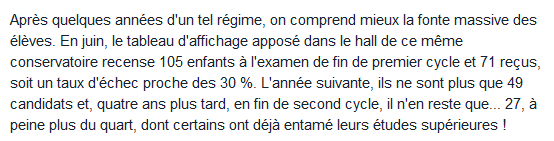 Après quelques années d'un tel régime, on comprend mieux la fonte massive des
élèves. En juin, le tableau d'affichage apposé dans le hall de ce même
conservatoire recense 105 enfants à l'examen de fin de premier cycle et 71 reçus,
soit un taux d'échec proche des 30 %. L'année suivante, ils ne sont plus que 49
candidats et, quatre ans plus tard, en fin de second cycle, il n'en reste que... 27, à
peine plus du quart, dont certains ont déjà entamé leurs études supérieures !